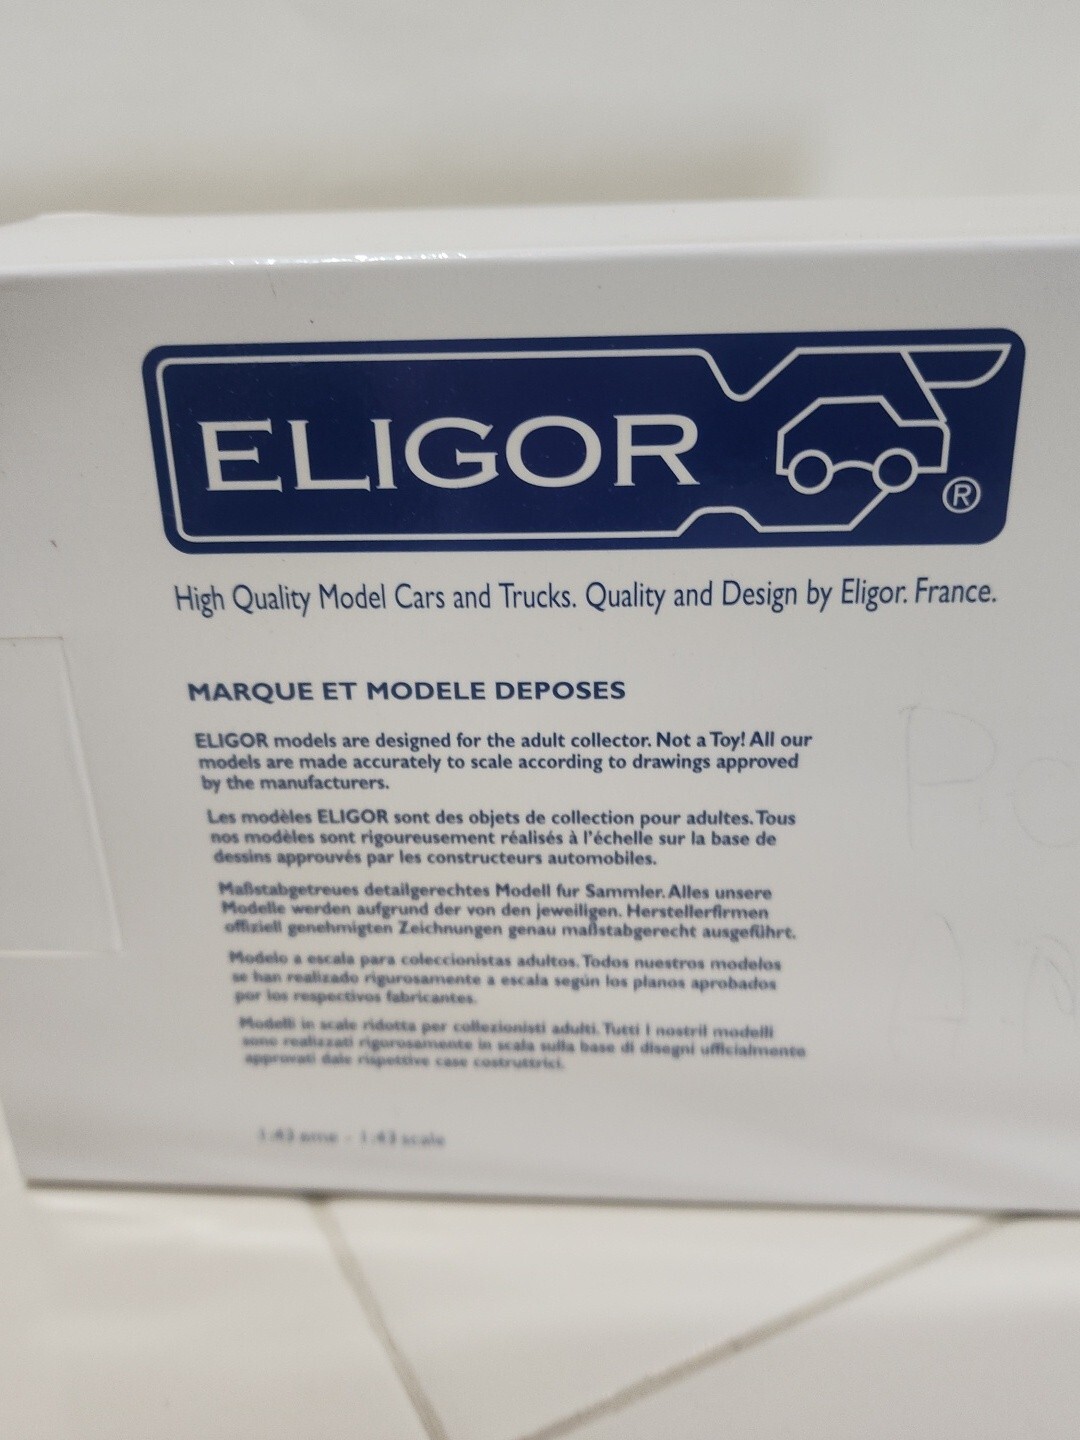 ELIGOR ®
High Quality Model Cars and Trucks. Quality and Design by Eligor. France.
MARQUE ET MODELE DEPOSES
ELIGOR models are designed for the adult collector. Not a Toy! All our
models are made accurately to scale according to drawings approved
by the manufacturers.
Les modèles ELIGOR sont des objets de collection pour adultes. Tous
nos modèles sont rigoureusement réalisés à l'échelle sur la base de
dessins approuvés par les constructeurs automobiles.
Maßstabgetreues detailgerechtes Modell fur Sammler. Alles unsere
Modelle werden aufgrund der von den jeweiligen. Herstellerfirmen
offiziell genehmigten Zeichnungen genau maßstabgerecht ausgeführt.
Modelo a escala para coleccionistas adultos. Todos nuestros modelos
se han realizado rigurosamente a escala según los planos aprobados
por los respectivos fabricantes.
Modelli in scale ridotta per collezionisti adulti. Tutti I nostril modelli
sono realizzati rigorosamente in scala sulla base di disegni ufficialmente
approvati dale rispettive case costruttrici.
1:43 eme - 1:43 scale